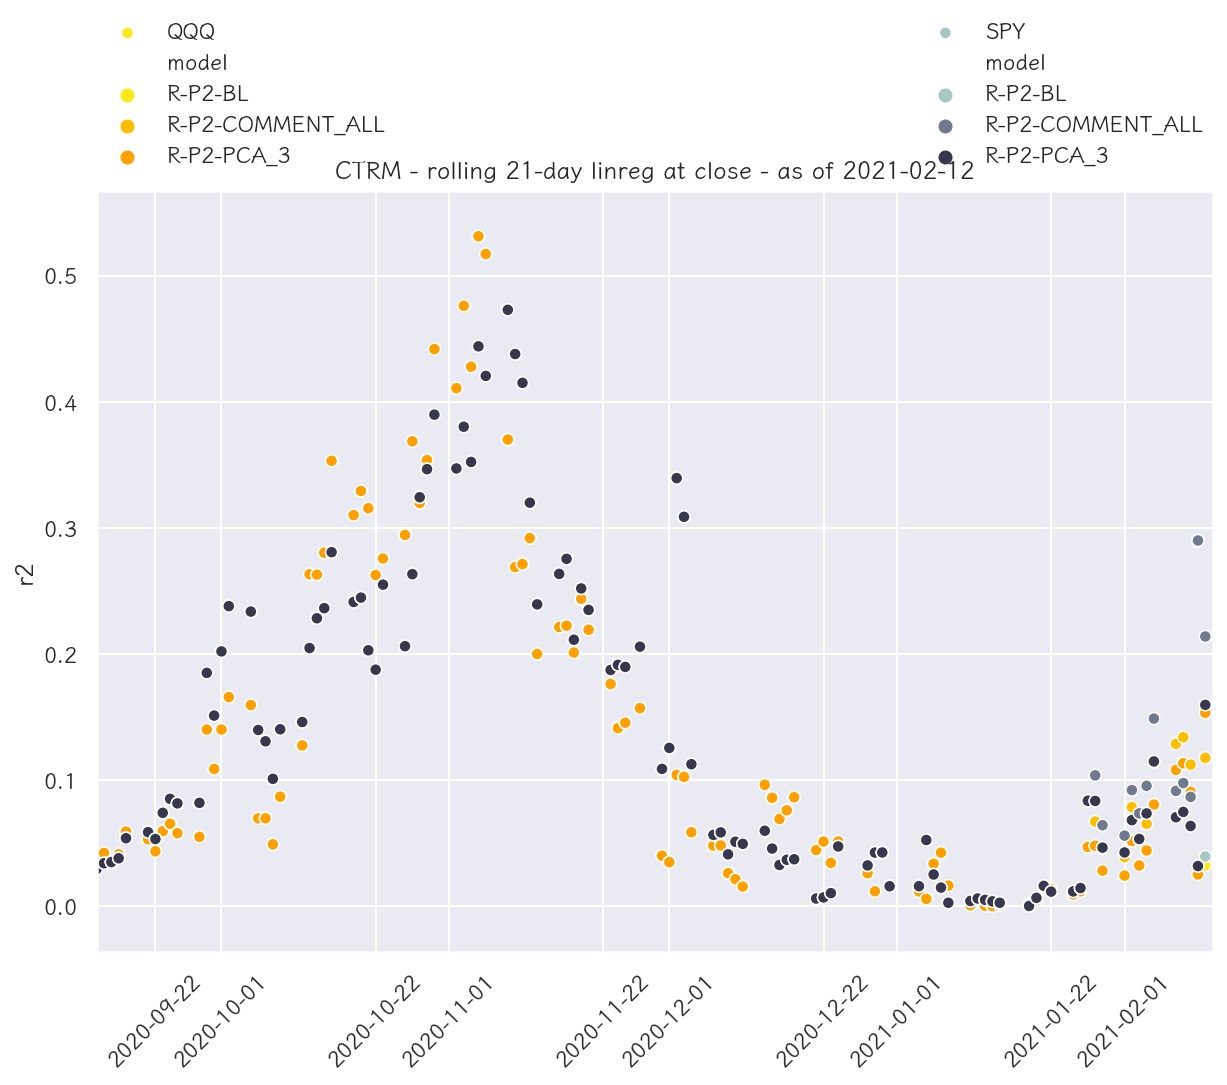 QQQ
model
R-P2-BL
R-P2-COMMENT_ALL
R-P2-PCA_3
SPY
model
R-P2-BL
R-P2-COMMENT_ALL
R-P2-PCA_3
CTRM - rolling 21-day linreg at close - as of 2021-02-12
0.5
0.4
0.3
0.2
0.1
0.0
r2
2020-09-22
2020-10-01
2020-10-22
2020-11-01
2020-11-22
2020-12-01
2020-12-22
2021-01-01
2021-01-22
2021-02-01